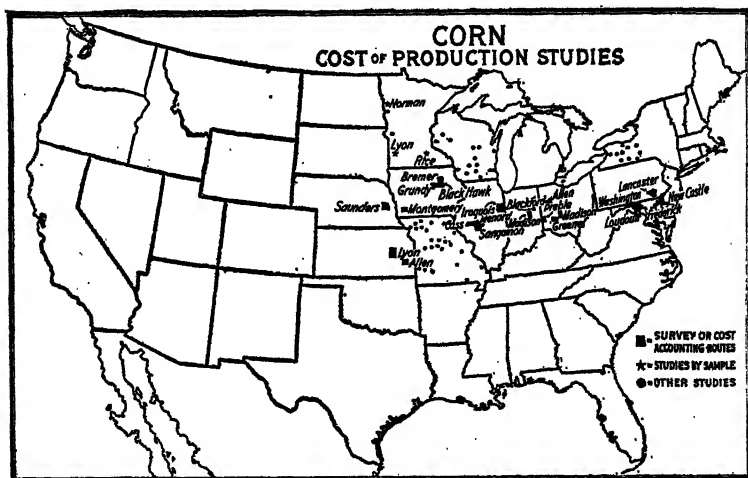 CORN
COST OF PRODUCTION STUDIES
Norman
Lyon
Rice
Bremer
Grundy
Black Hawk
Saunders
Montgomery
Iroquois
Blackford
Allen
Preble
Cass
Menard
Sangamon
Madison
Madison
Greene
Lancaster
Washington
New Castle
Loudoun
Frederick
Lyon
Allen
■ = SURVEY OR COST
ACCOUNTING ROUTES
★ = STUDIES BY SAMPLE
● = OTHER STUDIES